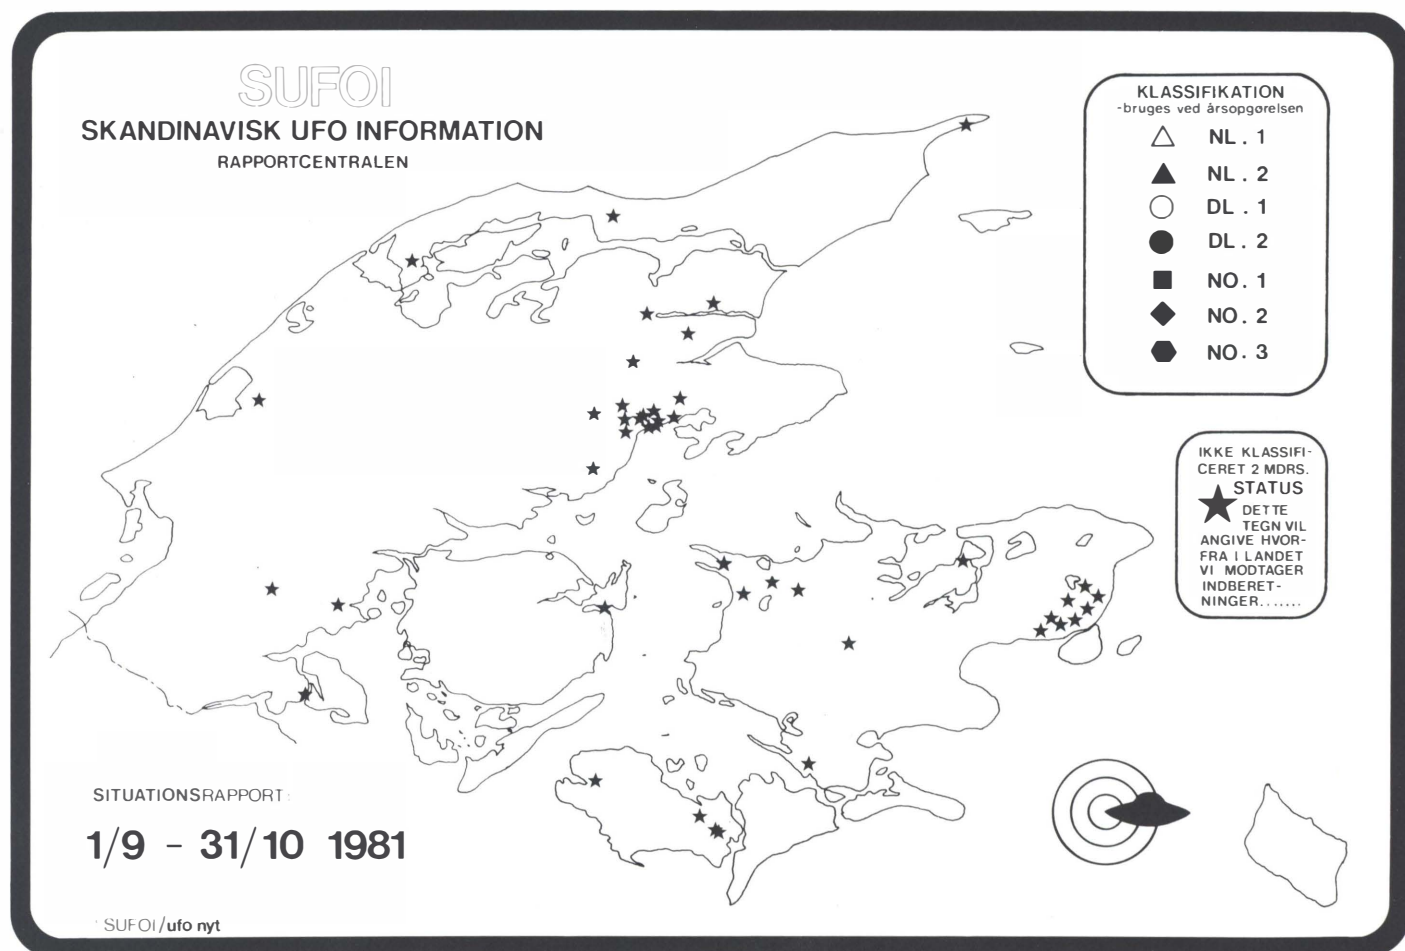 SUFOI
SKANDINAVISK UFO INFORMATION
RAPPORTCENTRALEN
KLASSIFIKATION
-bruges ved årsopgørelsen
NL. 1
NL. 2
DL. 1
DL. 2
NO. 1
NO. 2
NO. 3
IKKE KLASSIFI-
CERET 2 MDRS.
STATUS
DETTE
TEGN VIL
ANGIVE HVOR-
FRA I LANDET
VI MODTAGER
INDBERET-
NINGER.......
SITUATIONSRAPPORT:
1/9 - 31/10 1981
SUFOI/ufo nyt